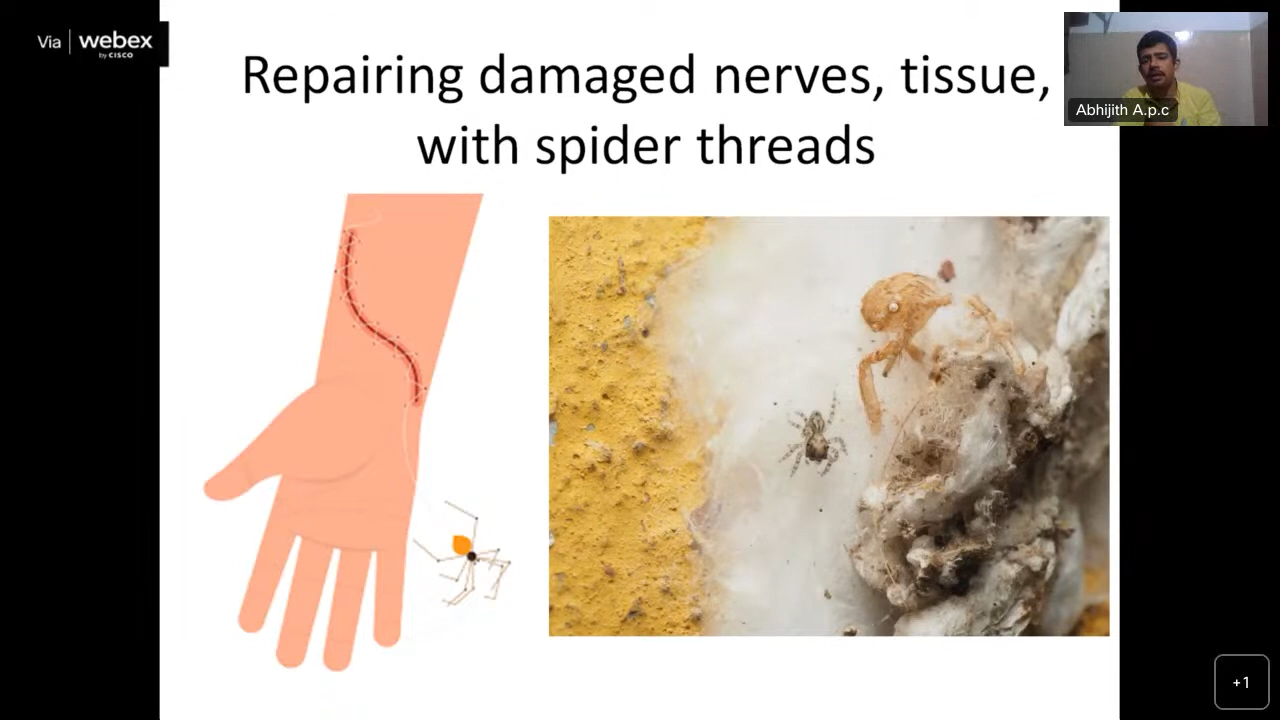 Via webex
by CISCO
Repairing damaged nerves, tissue,
with spider threads
Abhijith A.p.c
+1